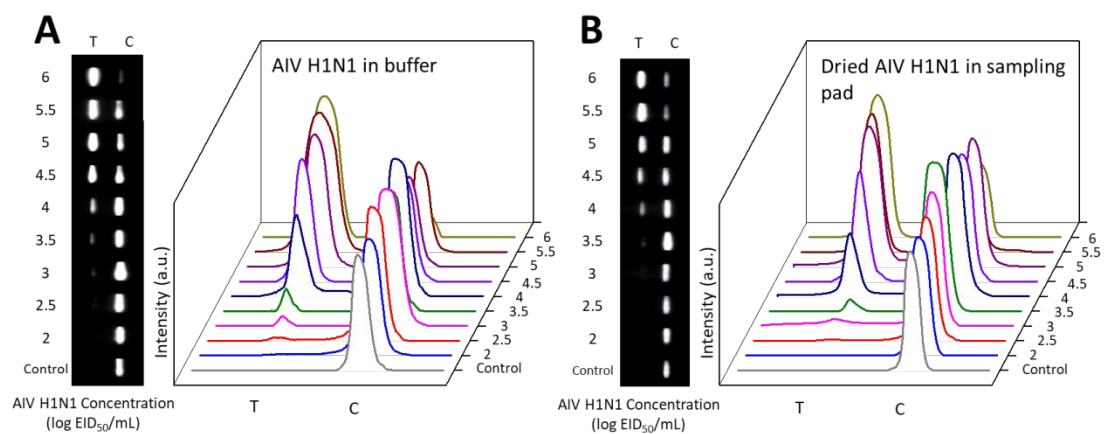 A
T C
6
5.5
5
4.5
4
3.5
3
2.5
2
Control
AIV H1N1 Concentration
(log EID50/mL)
AIV H1N1 in buffer
Intensity (a.u.)
T C
6
5.5
5
4.5
4
3.5
3
2.5
2
Control
B
T C
6
5.5
5
4.5
4
3.5
3
2.5
2
Control
AIV H1N1 Concentration
(log EID50/mL)
Dried AIV H1N1 in sampling
pad
Intensity (a.u.)
T C
6
5.5
5
4.5
4
3.5
3
2.5
2
Control